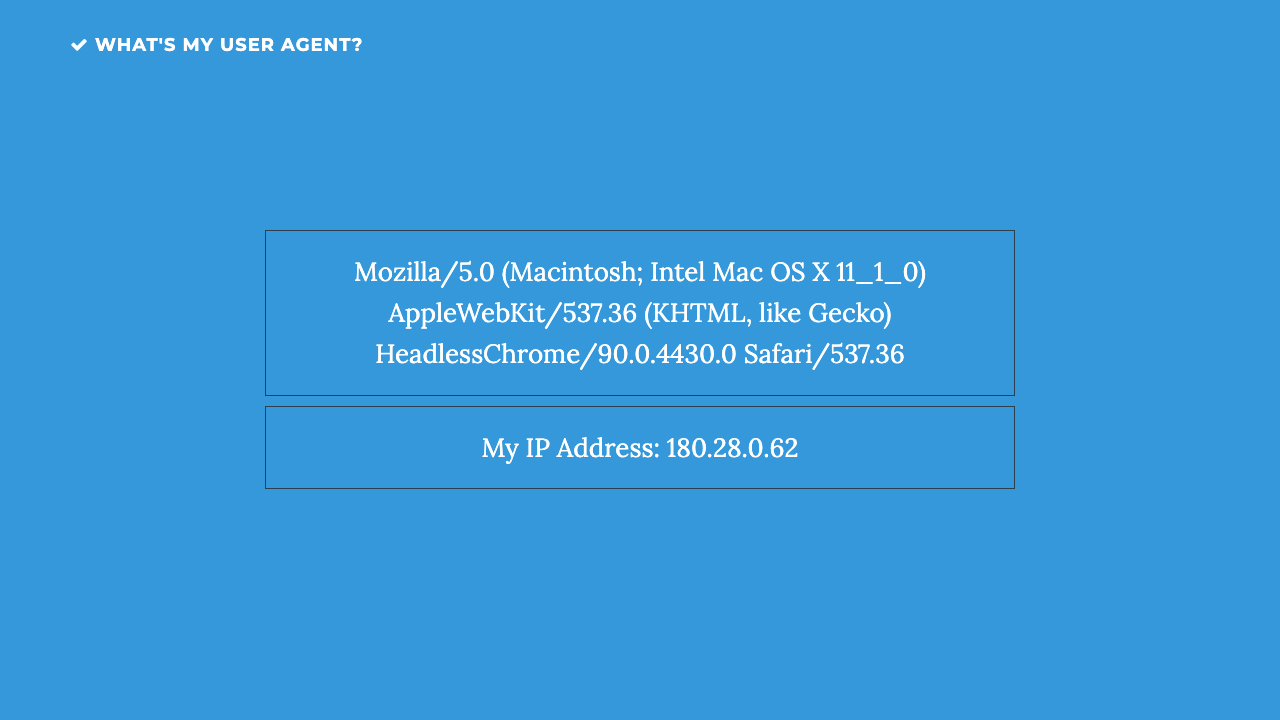 WHAT'S MY USER AGENT?
Mozilla/5.0 (Macintosh; Intel Mac OS X 11_1_0)
AppleWebKit/537.36 (KHTML, like Gecko)
HeadlessChrome/90.0.4430.0 Safari/537.36
My IP Address: 180.28.0.62